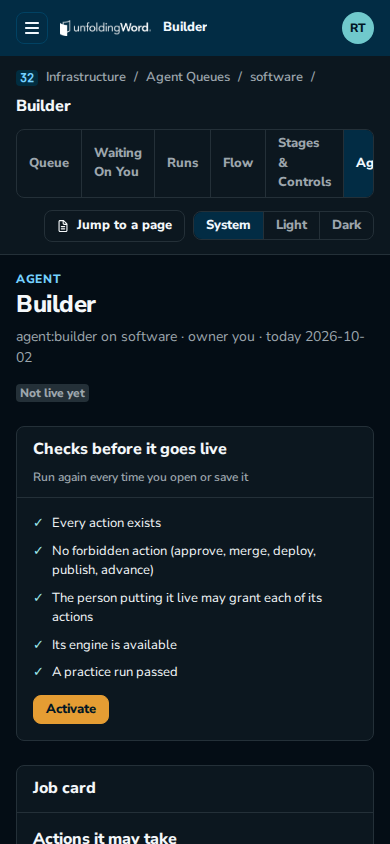 unfoldingWord. Builder RT
32 Infrastructure / Agent Queues / software /
Builder
Queue Waiting On You Runs Flow Stages & Controls Ag
Jump to a page System Light Dark
AGENT
Builder
agent:builder on software · owner you · today 2026-10-
02
Not live yet
Checks before it goes live
Run again every time you open or save it
✓ Every action exists
✓ No forbidden action (approve, merge, deploy,
publish, advance)
✓ The person putting it live may grant each of its
actions
✓ Its engine is available
✓ A practice run passed
Activate
Job card
Actions it may take